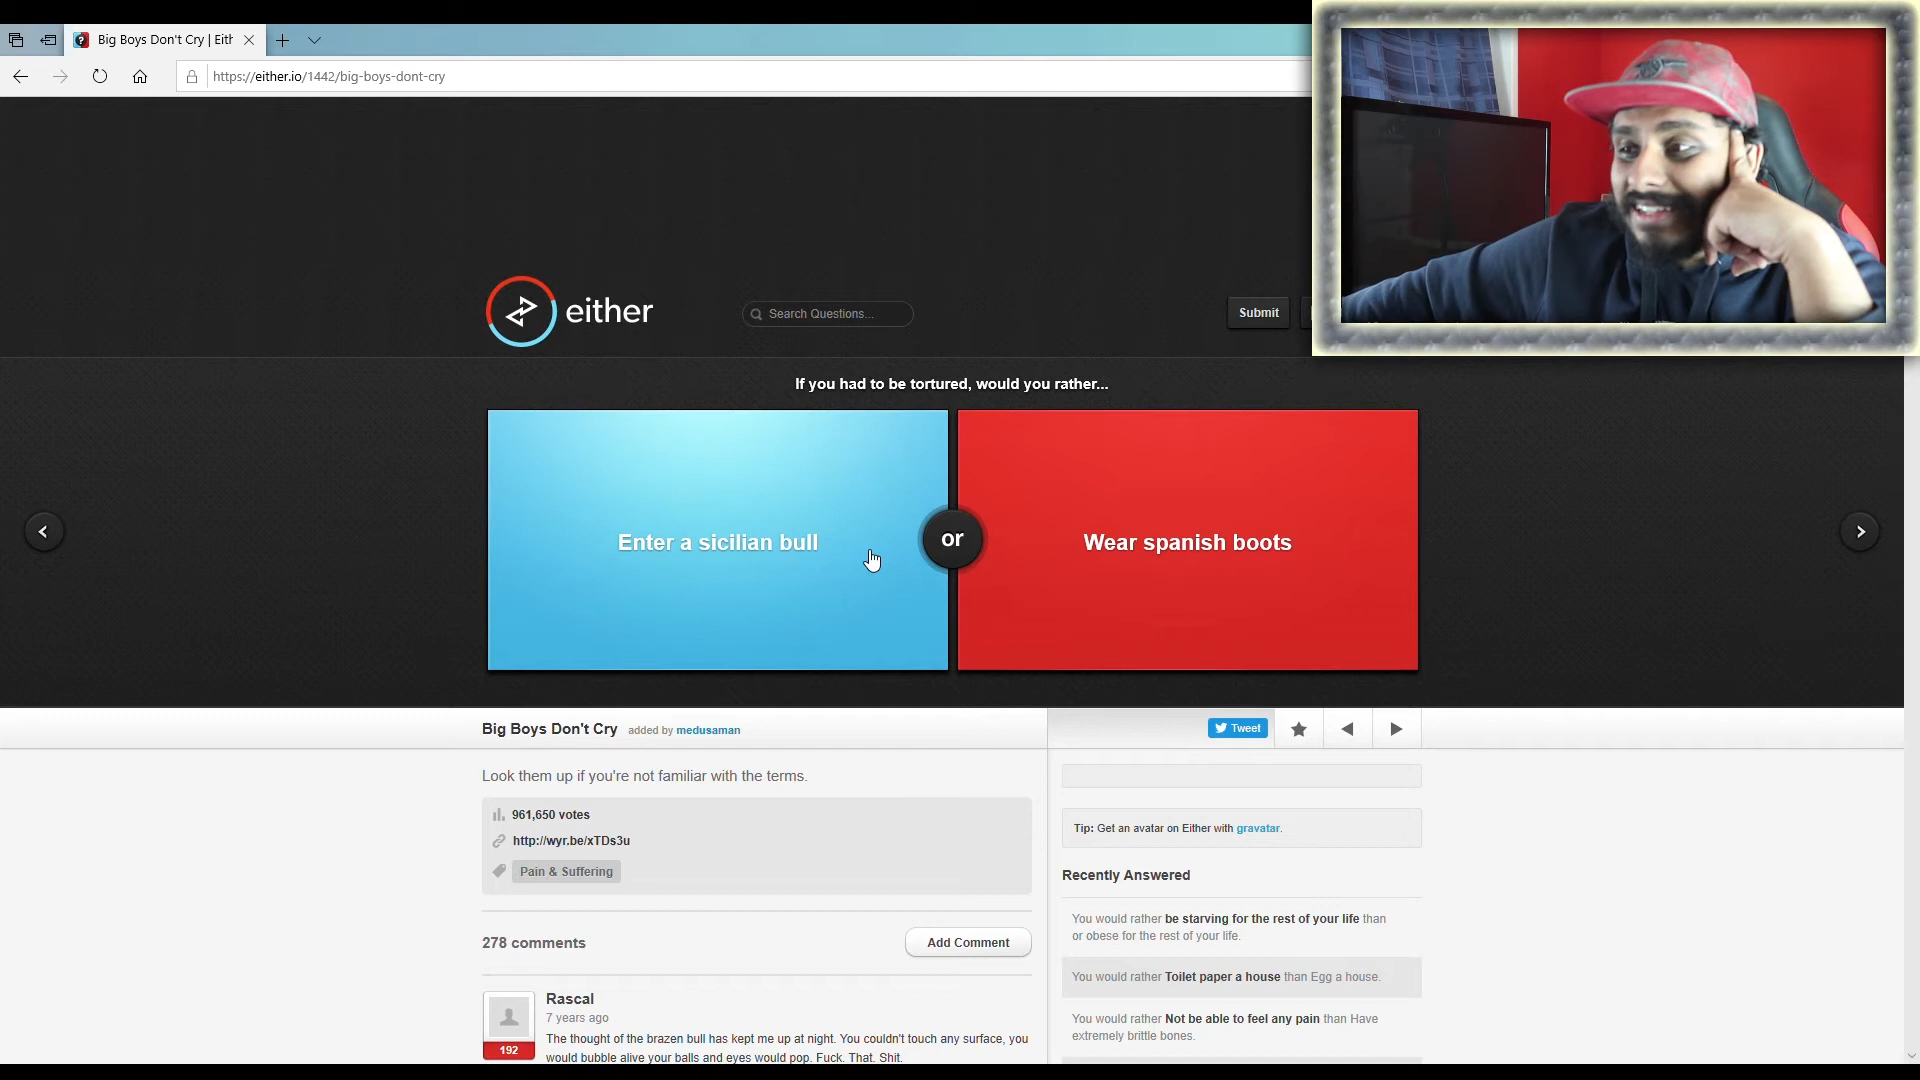 Big Boys Don't Cry | Eith
https://either.io/1442/big-boys-dont-cry
either
Search Questions...
Submit
If you had to be tortured, would you rather...
Enter a sicilian bull
or
Wear spanish boots
Big Boys Don't Cry added by medusaman
Tweet
Look them up if you're not familiar with the terms.
961,650 votes
http://wyr.be/xTDs3u
Pain & Suffering
278 comments
Add Comment
Rascal
7 years ago
192
The thought of the brazen bull has kept me up at night. You couldn't touch any surface, you
would bubble alive your balls and eyes would pop. Fuck. That. Shit.
Tip: Get an avatar on Either with gravatar.
Recently Answered
You would rather be starving for the rest of your life than
or obese for the rest of your life.
You would rather Toilet paper a house than Egg a house.
You would rather Not be able to feel any pain than Have
extremely brittle bones.